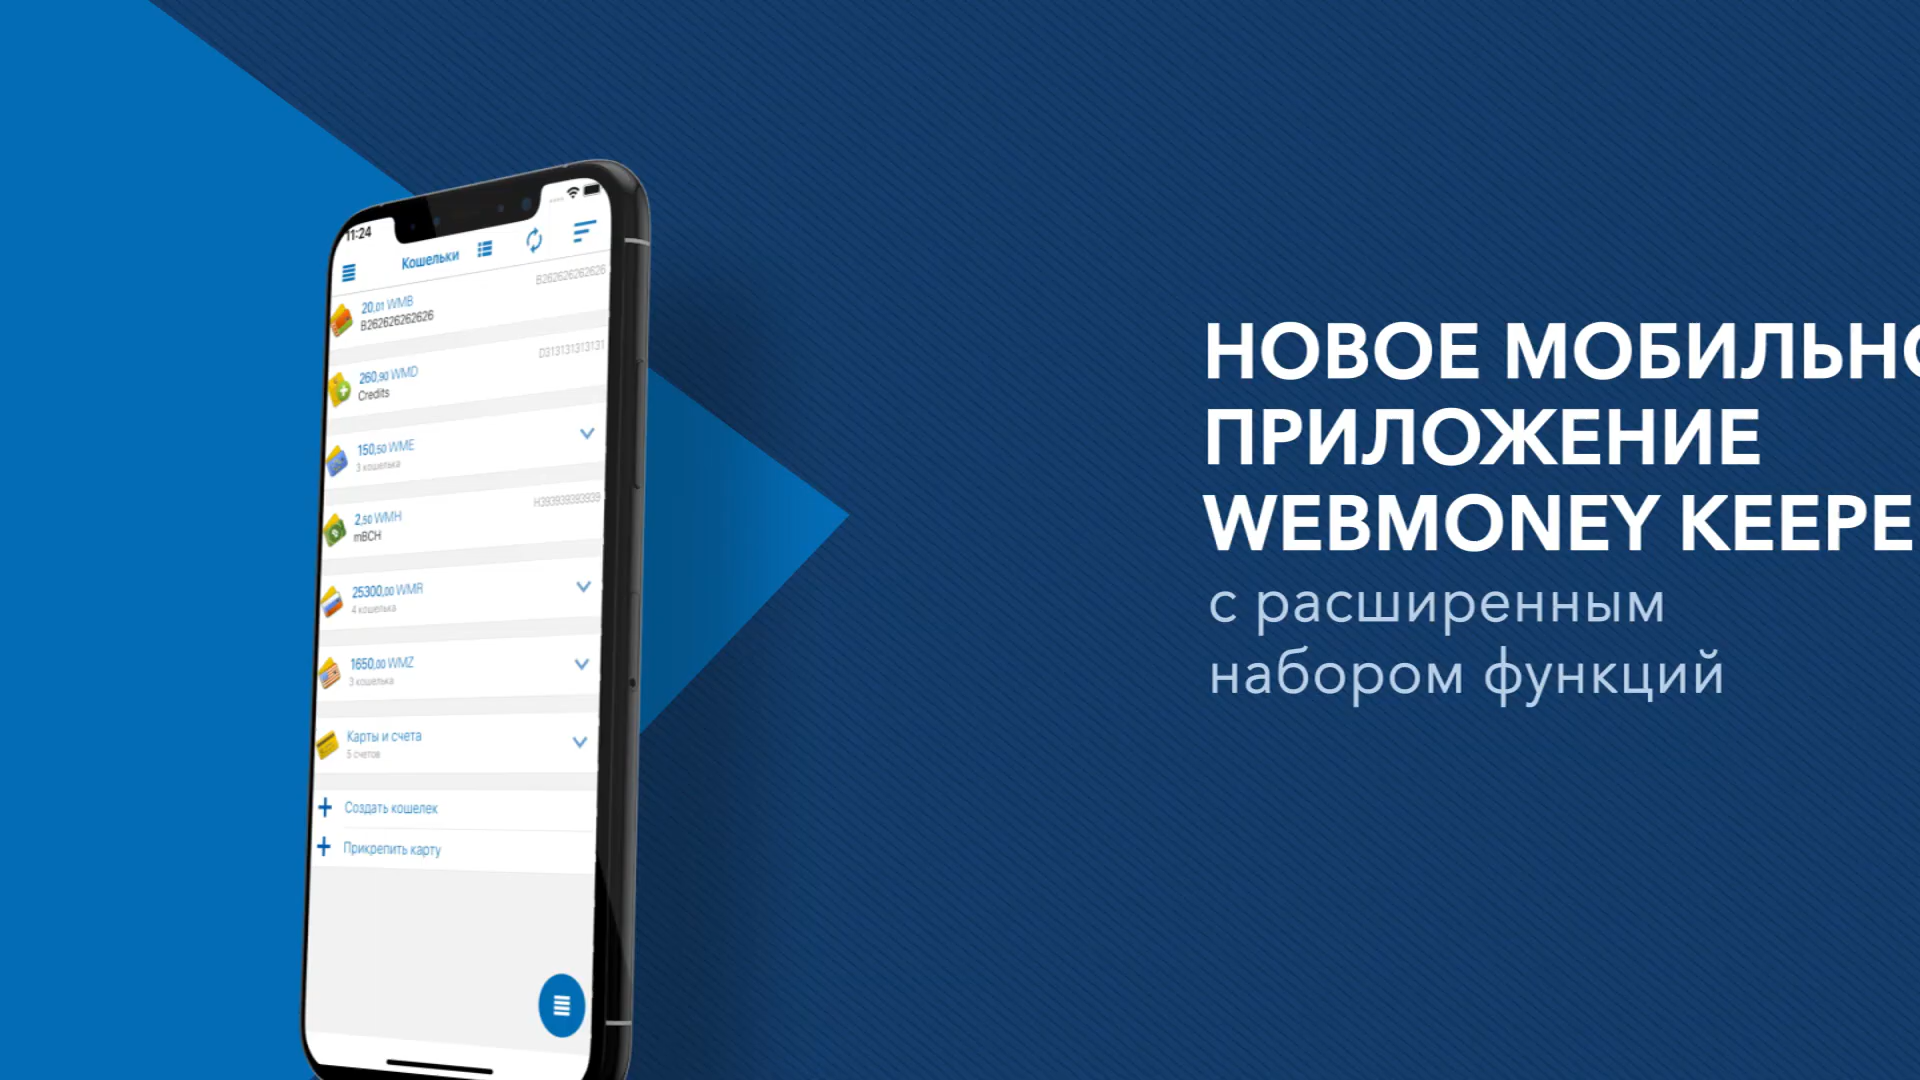 11:24
Кошельки
B262626262626
20,01 WMB
B262626262626
D313131313131
260,90 WMD
Credits
150,50 WME
3 кошелька
H393939393939
2,50 WMH
mBCH
25300,00 WMR
4 кошелька
1650,00 WMZ
3 кошелька
Карты и счета
5 счетов
Создать кошелек
Прикрепить карту
НОВОЕ МОБИЛЬНО
ПРИЛОЖЕНИЕ
WEBMONEY KEEPE
с расширенным
набором функций